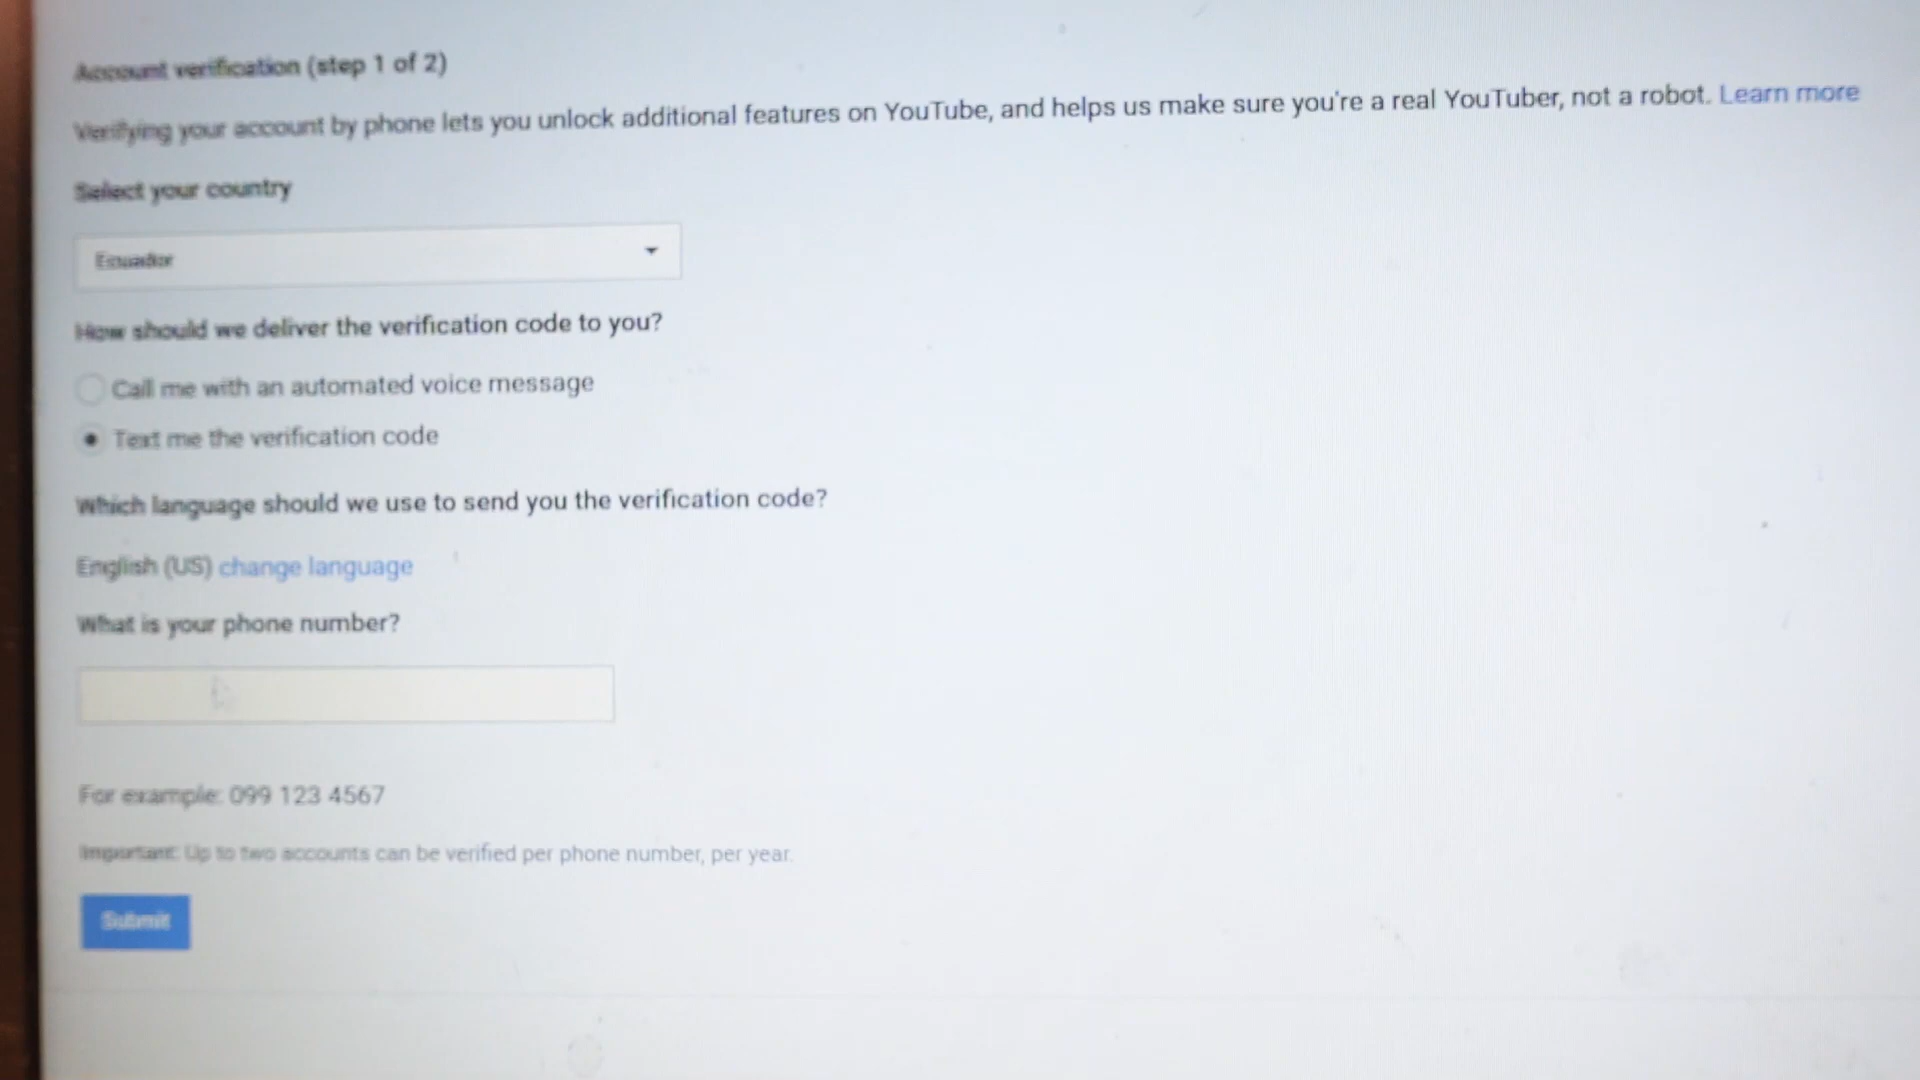 Account verification (step 1 of 2)
Verifying your account by phone lets you unlock additional features on YouTube, and helps us make sure you're a real YouTuber, not a robot. Learn more
Select your country
Ecuador
How should we deliver the verification code to you?
Call me with an automated voice message
Text me the verification code
Which language should we use to send you the verification code?
English (US) change language
What is your phone number?
For example: 099 123 4567
Important: Up to two accounts can be verified per phone number, per year.
Submit